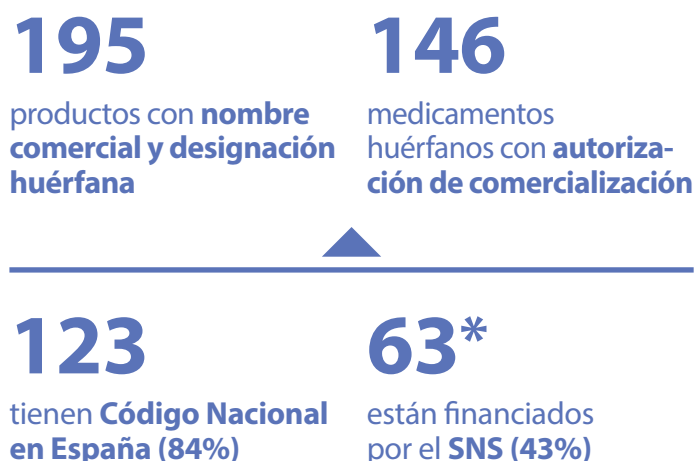 195
productos con nombre
comercial y designación
huérfana
146
medicamentos
huérfanos con autoriza-
ción de comercialización
123
tienen Código Nacional
en España (84%)
63*
están financiados
por el SNS (43%)